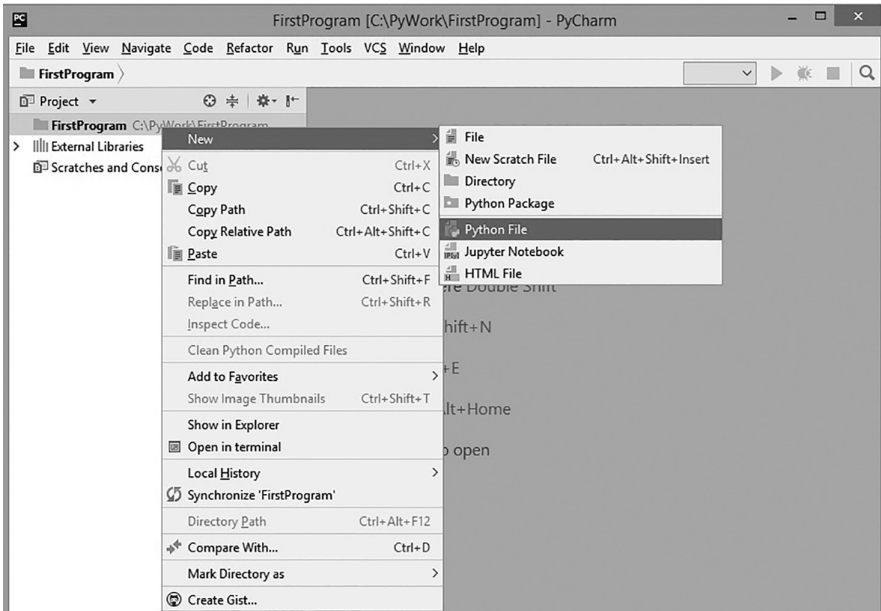 PC
FirstProgram [C:\PyWork\FirstProgram] - PyCharm
File Edit View Navigate Code Refactor Run Tools VCS Window Help
FirstProgram
Project
FirstProgram C:\PyWork\FirstProgram
External Libraries
Scratches and Cons
New
Cut Ctrl+X
Copy Ctrl+C
Copy Path Ctrl+Shift+C
Copy Relative Path Ctrl+Alt+Shift+C
Paste Ctrl+V
Find in Path... Ctrl+Shift+F
Replace in Path... Ctrl+Shift+R
Inspect Code...
Clean Python Compiled Files
Add to Favorites
Show Image Thumbnails Ctrl+Shift+T
Show in Explorer
Open in terminal
Local History
Synchronize 'FirstProgram'
Directory Path Ctrl+Alt+F12
Compare With... Ctrl+D
Mark Directory as
Create Gist...
File
New Scratch File Ctrl+Alt+Shift+Insert
Directory
Python Package
Python File
Jupyter Notebook
HTML File
ere Double Shift
hift+N
+E
lt+Home
open